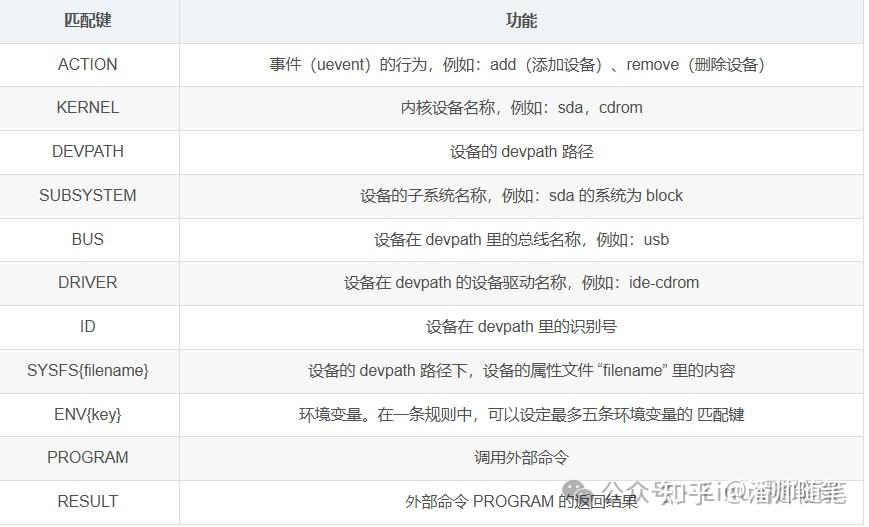 匹配键 功能
ACTION 事件（uevent）的行为，例如：add（添加设备）、remove（删除设备）
KERNEL 内核设备名称，例如：sda，cdrom
DEVPATH 设备的 devpath 路径
SUBSYSTEM 设备的子系统名称，例如：sda 的系统为 block
BUS 设备在 devpath 里的总线名称，例如：usb
DRIVER 设备在 devpath 的设备驱动名称，例如：ide-cdrom
ID 设备在 devpath 里的识别号
SYSFS{filename} 设备的 devpath 路径下，设备的属性文件 “filename” 里的内容
ENV{key} 环境变量。在一条规则中，可以设定最多五条环境变量的 匹配键
PROGRAM 调用外部命令
RESULT 外部命令 PROGRAM 的返回结果
公众号
知乎 @潘帅随笔